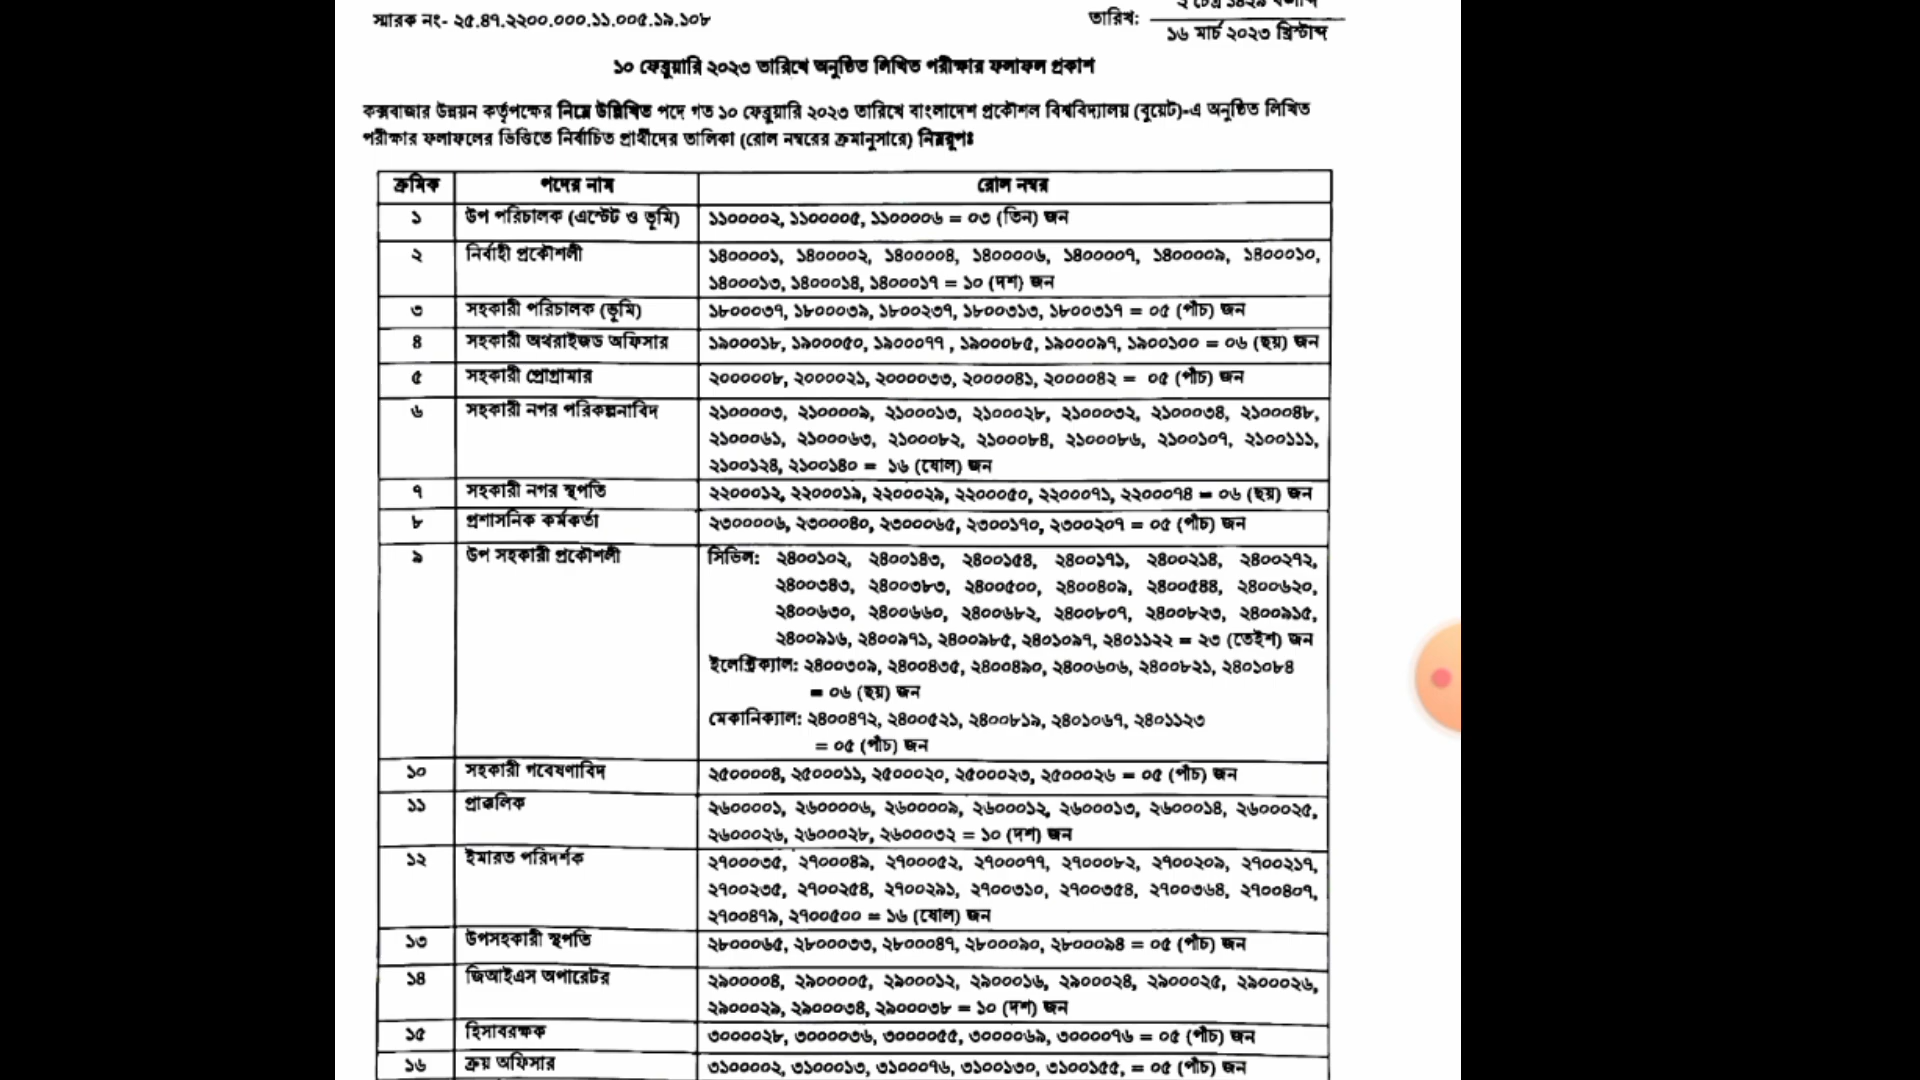 স্মারক নং- ২৫.৪৭.২২০০.০০০.১১.০০৫.১৯.১০৮
তারিখ:
১৬ মার্চ ২০২৩ খ্রিস্টাব্দ
১০ ফেব্রুয়ারি ২০২৩ তারিখে অনুষ্ঠিত লিখিত পরীক্ষার ফলাফল প্রকাশ
কক্সবাজার উন্নয়ন কর্তৃপক্ষের নিম্নে উল্লিখিত পদে গত ১০ ফেব্রুয়ারি ২০২৩ তারিখে বাংলাদেশ প্রকৌশল বিশ্ববিদ্যালয় (বুয়েট)-এ অনুষ্ঠিত লিখিত
পরীক্ষার ফলাফলের ভিত্তিতে নির্বাচিত প্রার্থীদের তালিকা (রোল নম্বরের ক্রমানুসারে) নিম্নরূপঃ
ক্রমিক পদের নাম রোল নম্বর
১ উপ পরিচালক (এস্টেট ও ভূমি) ১১০০০০২, ১১০০০০৫, ১১০০০০৬ = ০৩ (তিন) জন
২ নির্বাহী প্রকৌশলী ১৪০০০০১, ১৪০০০০২, ১৪০০০০৪, ১৪০০০০৬, ১৪০০০০৭, ১৪০০০০৯, ১৪০০০১০,
১৪০০০১৩, ১৪০০০১৪, ১৪০০০১৭ = ১০ (দশ) জন
৩ সহকারী পরিচালক (ভূমি) ১৮০০০৩৭, ১৮০০০৩৯, ১৮০০২৩৭, ১৮০০৩১৩, ১৮০০৩১৭ = ০৫ (পাঁচ) জন
৪ সহকারী অথরাইজড অফিসার ১৯০০০১৮, ১৯০০০৫০, ১৯০০০৭৭ , ১৯০০০৮৫, ১৯০০০৯৭, ১৯০০১০০ = ০৬ (ছয়) জন
৫ সহকারী প্রোগ্রামার ২০০০০০৮, ২০০০০২১, ২০০০০৩৩, ২০০০০৪১, ২০০০০৪২ = ০৫ (পাঁচ) জন
৬ সহকারী নগর পরিকল্পনাবিদ ২১০০০০৩, ২১০০০০৯, ২১০০০১৩, ২১০০০২৮, ২১০০০৩২, ২১০০০৩৪, ২১০০০৪৮,
২১০০০৬১, ২১০০০৬৩, ২১০০০৮২, ২১০০০৮৪, ২১০০০৮৬, ২১০০১০৭, ২১০০১১১,
২১০০১২৪, ২১০০১৪০ = ১৬ (ষোল) জন
৭ সহকারী নগর স্থপতি ২২০০০১২, ২২০০০১৯, ২২০০০২৯, ২২০০০৫০, ২২০০০৭১, ২২০০০৭৪ = ০৬ (ছয়) জন
৮ প্রশাসনিক কর্মকর্তা ২৩০০০০৬, ২৩০০০৪০, ২৩০০০৬৫, ২৩০০১৭০, ২৩০০২০৭ = ০৫ (পাঁচ) জন
৯ উপ সহকারী প্রকৌশলী সিভিল: ২৪০০১০২, ২৪০০১৪৩, ২৪০০১৫৪, ২৪০০১৭১, ২৪০০২১৪, ২৪০০২৭২,
২৪০০৩৪৩, ২৪০০৩৮৩, ২৪০০৫০০, ২৪০০৪০৯, ২৪০০৫৪৪, ২৪০০৬২০,
২৪০০৬৩০, ২৪০০৬৬০, ২৪০০৬৮২, ২৪০০৮০৭, ২৪০০৮২৩, ২৪০০৯১৫,
২৪০০৯১৬, ২৪০০৯৭১, ২৪০০৯৮৫, ২৪০১০৯৭, ২৪০১১২২ = ২৩ (তেইশ) জন
ইলেক্ট্রিক্যাল: ২৪০০৩০৯, ২৪০০৪৩৫, ২৪০০৪৯০, ২৪০০৬০৬, ২৪০০৮২১, ২৪০১০৮৪
= ০৬ (ছয়) জন
মেকানিক্যাল: ২৪০০৪৭২, ২৪০০৫২১, ২৪০০৮১৯, ২৪০১০৬৭, ২৪০১১২৩
= ০৫ (পাঁচ) জন
১০ সহকারী গবেষণাবিদ ২৫০০০০৪, ২৫০০০১১, ২৫০০০২০, ২৫০০০২৩, ২৫০০০২৬ = ০৫ (পাঁচ) জন
১১ প্রাক্কলিক ২৬০০০০১, ২৬০০০০৬, ২৬০০০০৯, ২৬০০০১২, ২৬০০০১৩, ২৬০০০১৪, ২৬০০০২৫,
২৬০০০২৬, ২৬০০০২৮, ২৬০০০৩২ = ১০ (দশ) জন
১২ ইমারত পরিদর্শক ২৭০০০৩৫, ২৭০০০৪৯, ২৭০০০৫২, ২৭০০০৭৭, ২৭০০০৮২, ২৭০০২০৯, ২৭০০২১৭,
২৭০০২৩৫, ২৭০০২৫৪, ২৭০০২৯১, ২৭০০৩১০, ২৭০০৩৫৪, ২৭০০৩৬৪, ২৭০০৪০৭,
২৭০০৪৭৯, ২৭০০৫০০ = ১৬ (ষোল) জন
১৩ উপসহকারী স্থপতি ২৮০০০৬৫, ২৮০০০৩৩, ২৮০০০৪৭, ২৮০০০৯০, ২৮০০০৯৪ = ০৫ (পাঁচ) জন
১৪ জিআইএস অপারেটর ২৯০০০০৪, ২৯০০০০৫, ২৯০০০১২, ২৯০০০১৬, ২৯০০০২৪, ২৯০০০২৫, ২৯০০০২৬,
২৯০০০২৯, ২৯০০০৩৪, ২৯০০০৩৮ = ১০ (দশ) জন
১৫ হিসাবরক্ষক ৩০০০০২৮, ৩০০০০৩৬, ৩০০০০৫৫, ৩০০০০৬৯, ৩০০০০৭৬ = ০৫ (পাঁচ) জন
১৬ ক্রয় অফিসার ৩১০০০০২, ৩১০০০১৩, ৩১০০০৭৬, ৩১০০১৩০, ৩১০০১৫৫, = ০৫ (পাঁচ) জন